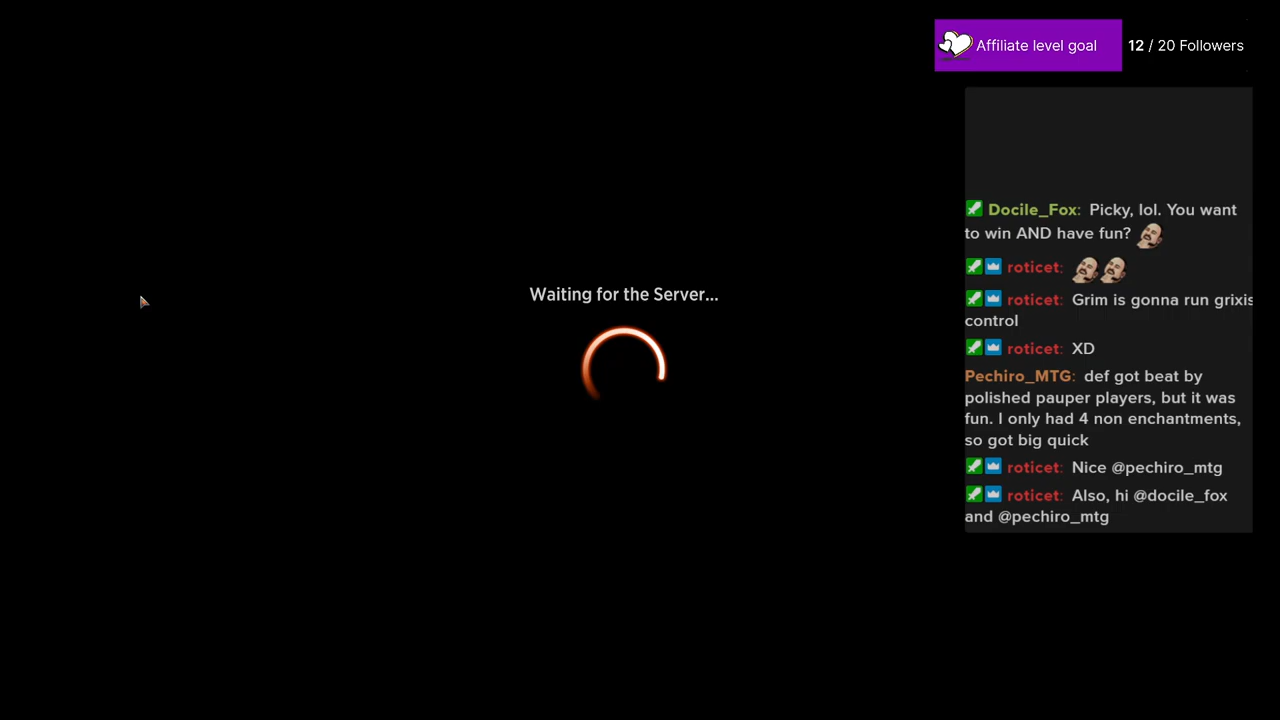 Affiliate level goal 12 / 20 Followers
Docile_Fox: Picky, lol. You want
to win AND have fun?
roticet:
roticet: Grim is gonna run grixis
control
roticet: XD
Pechiro_MTG: def got beat by
polished pauper players, but it was
fun. I only had 4 non enchantments,
so got big quick
roticet: Nice @pechiro_mtg
roticet: Also, hi @docile_fox
and @pechiro_mtg
Waiting for the Server...